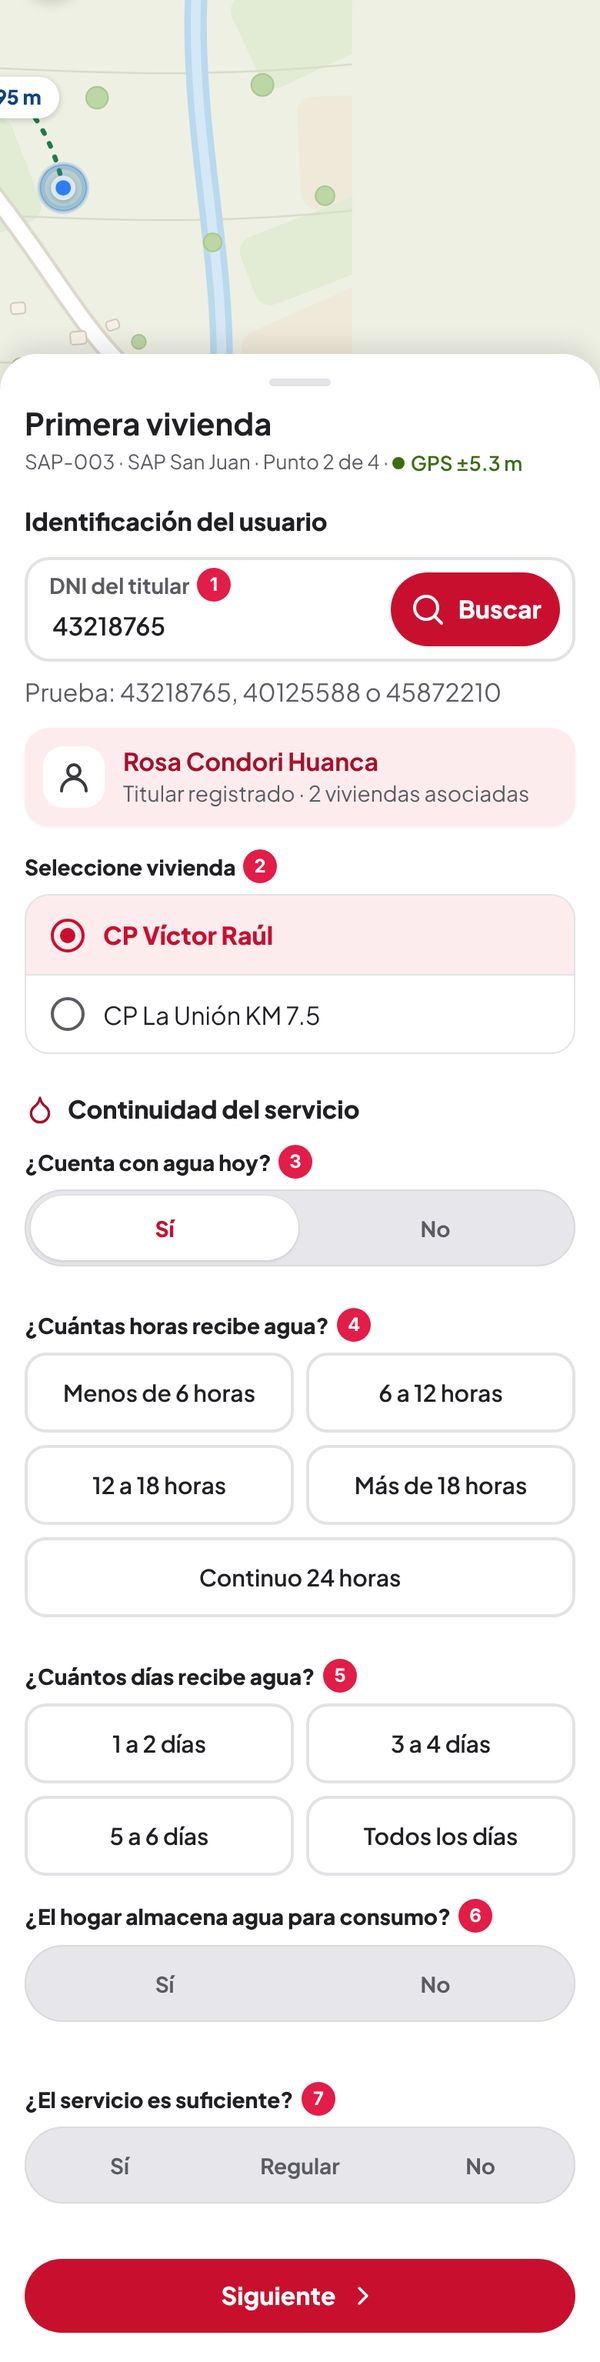 95 m
Primera vivienda
SAP-003 · SAP San Juan · Punto 2 de 4 · ● GPS ±5.3 m
Identificación del usuario
DNI del titular 1
43218765
Buscar
Prueba: 43218765, 40125588 o 45872210
Rosa Condori Huanca
Titular registrado · 2 viviendas asociadas
Seleccione vivienda 2
CP Víctor Raúl
CP La Unión KM 7.5
Continuidad del servicio
¿Cuenta con agua hoy? 3
Sí No
¿Cuántas horas recibe agua? 4
Menos de 6 horas 6 a 12 horas
12 a 18 horas Más de 18 horas
Continuo 24 horas
¿Cuántos días recibe agua? 5
1 a 2 días 3 a 4 días
5 a 6 días Todos los días
¿El hogar almacena agua para consumo? 6
Sí No
¿El servicio es suficiente? 7
Sí Regular No
Siguiente